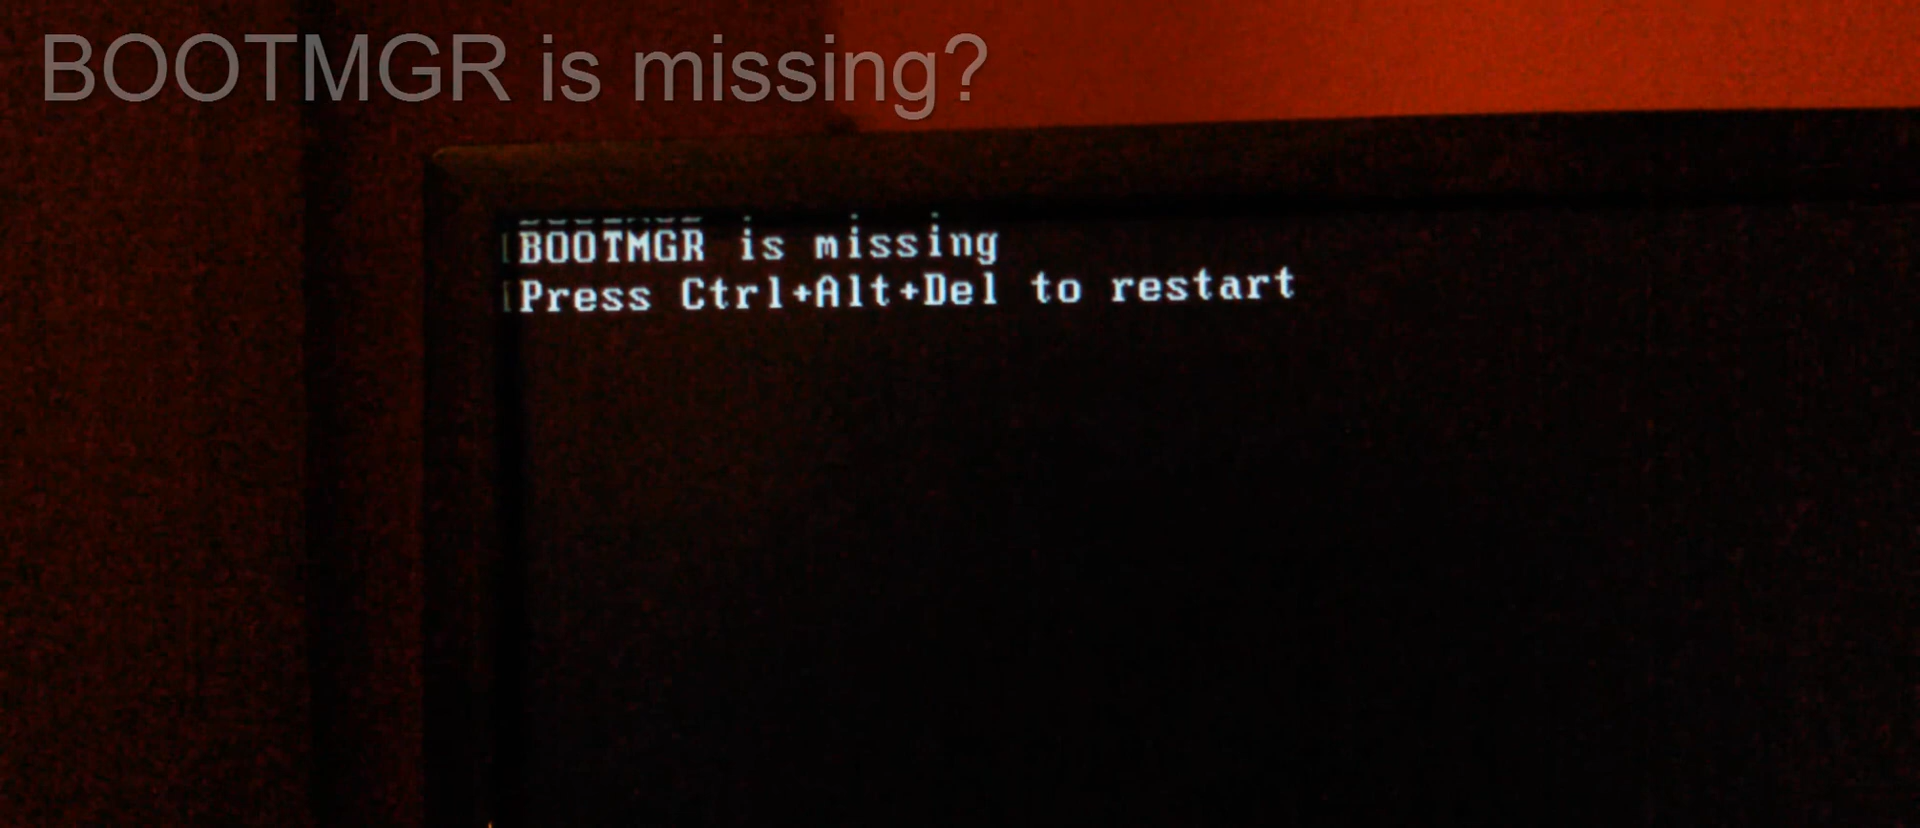 BOOTMGR is missing?
BOOTMGR is missing
Press Ctrl+Alt+Del to restart